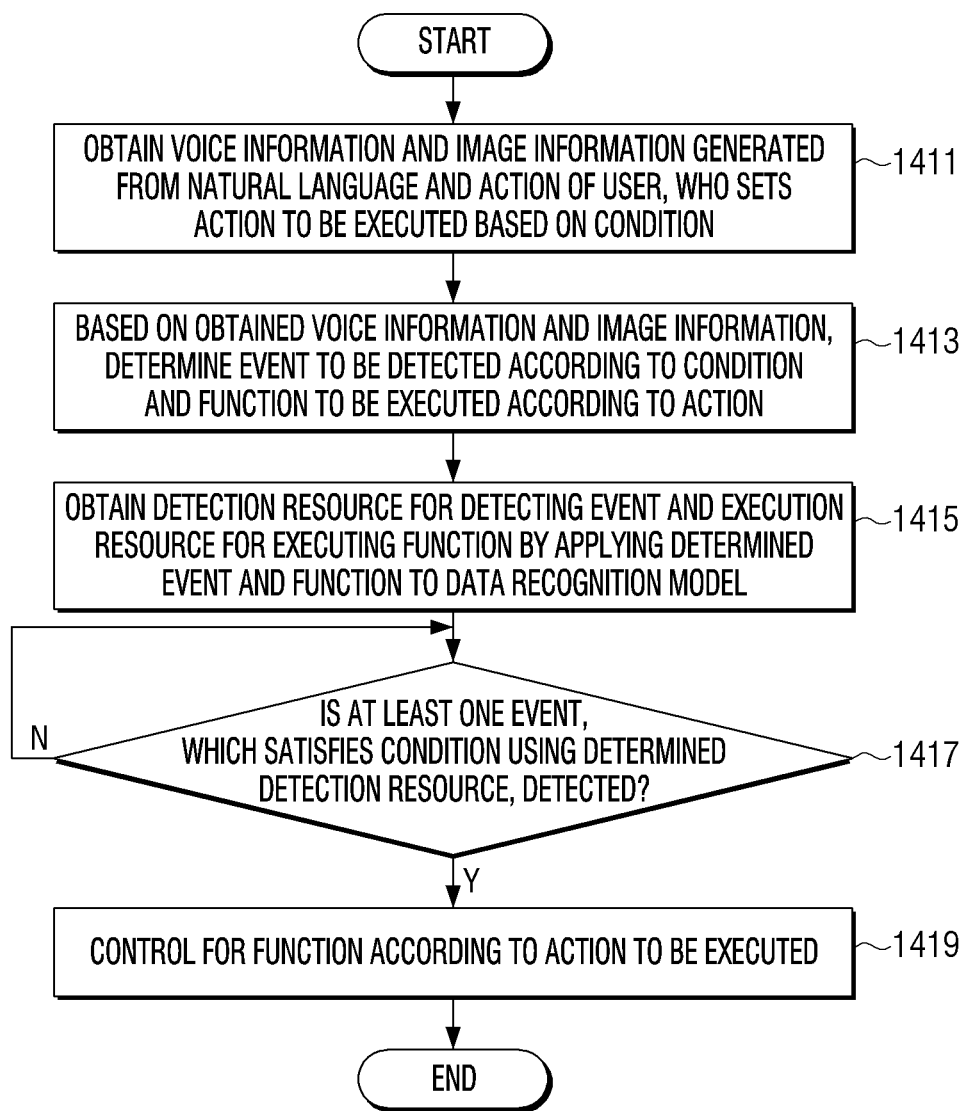 START
OBTAIN VOICE INFORMATION AND IMAGE INFORMATION GENERATED
FROM NATURAL LANGUAGE AND ACTION OF USER, WHO SETS
ACTION TO BE EXECUTED BASED ON CONDITION
1411
BASED ON OBTAINED VOICE INFORMATION AND IMAGE INFORMATION,
DETERMINE EVENT TO BE DETECTED ACCORDING TO CONDITION
AND FUNCTION TO BE EXECUTED ACCORDING TO ACTION
1413
OBTAIN DETECTION RESOURCE FOR DETECTING EVENT AND EXECUTION
RESOURCE FOR EXECUTING FUNCTION BY APPLYING DETERMINED
EVENT AND FUNCTION TO DATA RECOGNITION MODEL
1415
IS AT LEAST ONE EVENT,
WHICH SATISFIES CONDITION USING DETERMINED
DETECTION RESOURCE, DETECTED?
N
1417
Y
CONTROL FOR FUNCTION ACCORDING TO ACTION TO BE EXECUTED
1419
END